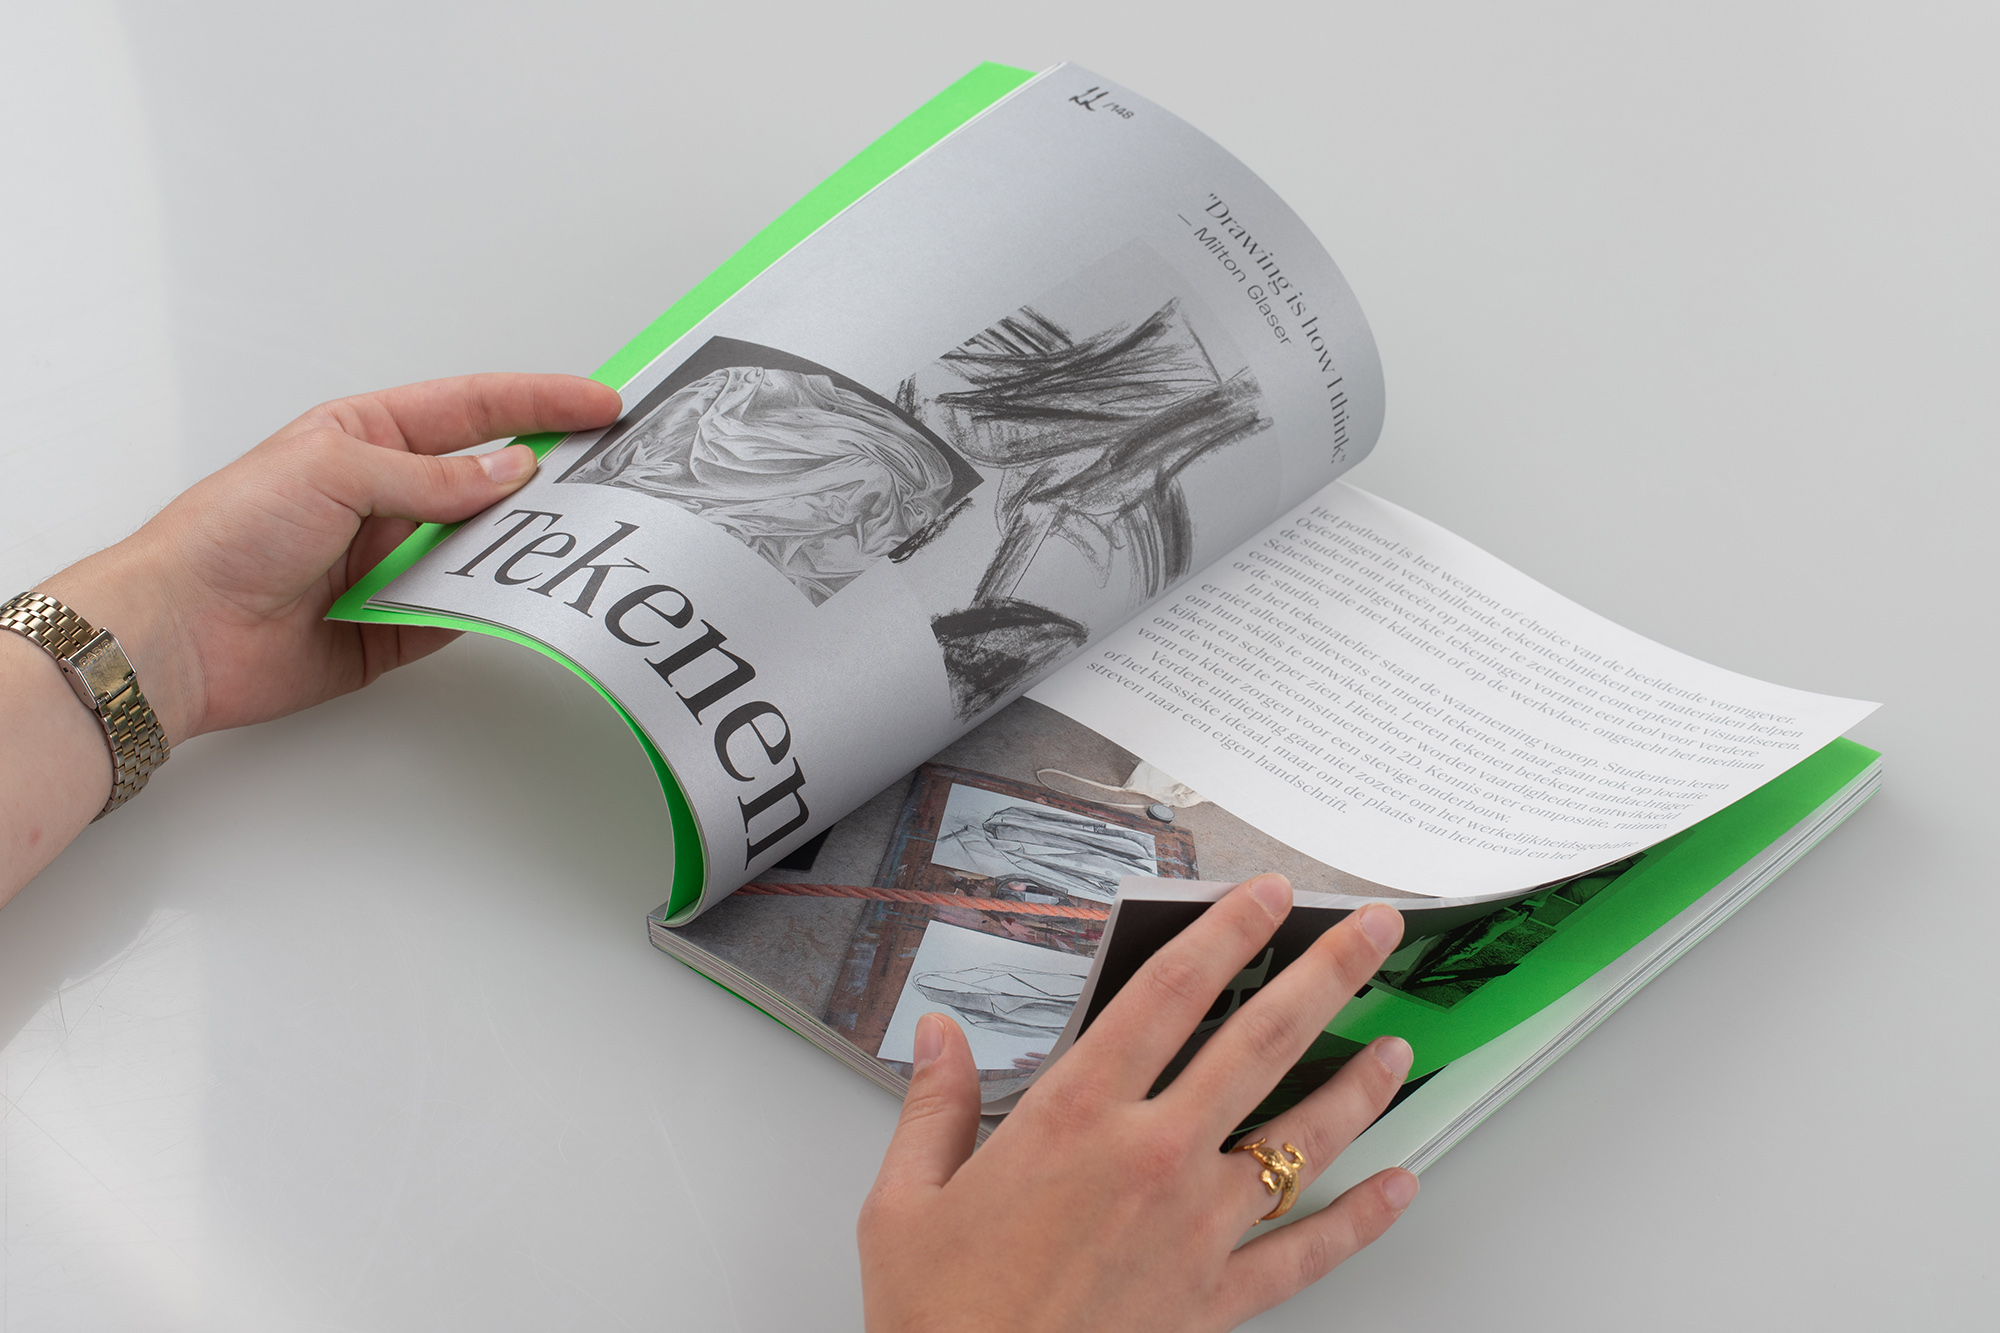 22 /148
"Drawing is how I think."
— Milton Glaser
Tekenen
Het potlood is het weapon of choice van de beeldende vormgever.
Oefeningen in verschillende tekentechnieken en -materialen helpen
de student om ideeën op papier te zetten en concepten te visualiseren.
Schetsen en uitgewerkte tekeningen vormen een tool voor verdere
communicatie met klanten of op de werkvloer, ongeacht het medium
of de studio.
In het tekenatelier staat de waarneming voorop. Studenten leren
er niet alleen stillevens en model tekenen, maar gaan ook op locatie
om hun skills te ontwikkelen. Leren tekenen betekent aandachtiger
kijken en scherper zien. Hierdoor worden vaardigheden ontwikkeld
om de wereld te reconstrueren in 2D. Kennis over compositie, ruimte,
vorm en kleur zorgen voor een stevige onderbouw.
Verdere uitdieping gaat niet zozeer om het werkelijkheidsgehalte
of het klassieke ideaal, maar om de plaats van het toeval en het
streven naar een eigen handschrift.